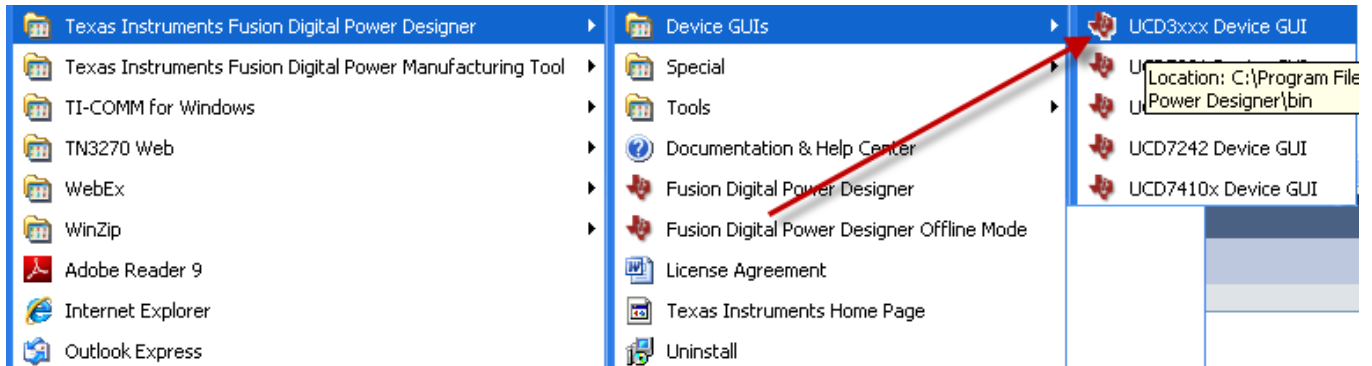 Texas Instruments Fusion Digital Power Designer
Texas Instruments Fusion Digital Power Manufacturing Tool
TI-COMM for Windows
TN3270 Web
WebEx
WinZip
Adobe Reader 9
Internet Explorer
Outlook Express
Device GUIs
Special
Tools
Documentation & Help Center
Fusion Digital Power Designer
Fusion Digital Power Designer Offline Mode
License Agreement
Texas Instruments Home Page
Uninstall
UCD3xxx Device GUI
Location: C:\Program File
Power Designer\bin
UCD7242 Device GUI
UCD7410x Device GUI